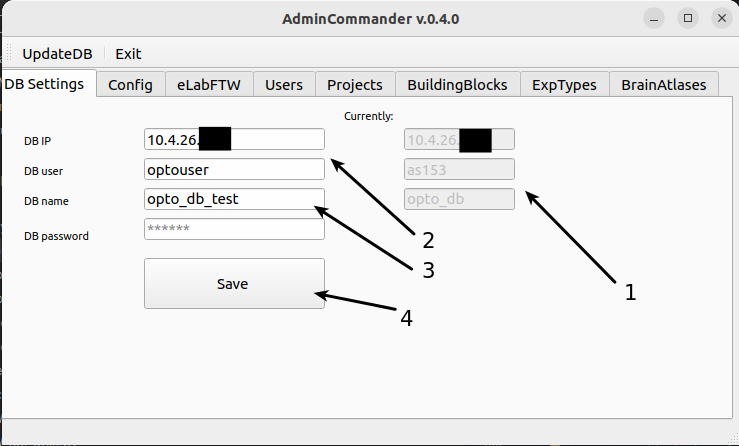 AdminCommander v.0.4.0
UpdateDB Exit
DB Settings Config eLabFTW Users Projects BuildingBlocks ExpTypes BrainAtlases
Currently:
DB IP 10.4.26. 10.4.26.
DB user optouser as153
DB name opto_db_test opto_db
DB password ******
2
3
1
Save
4